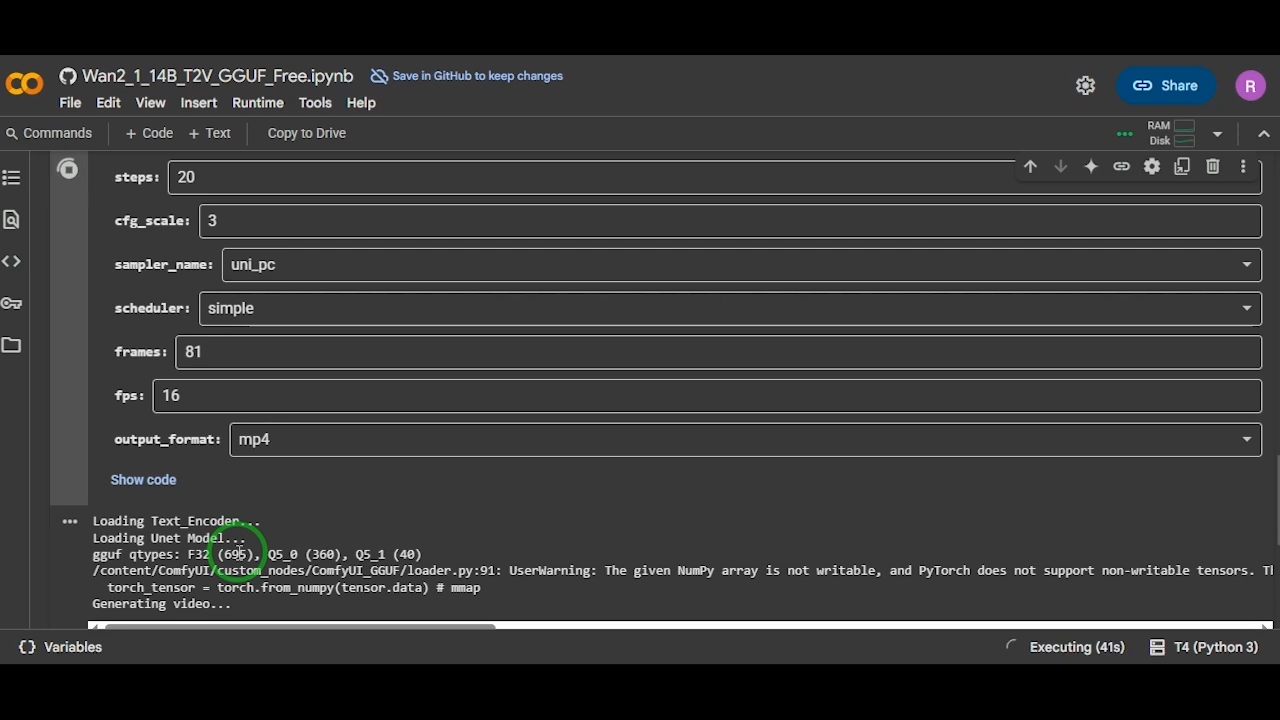 Wan2_1_14B_T2V_GGUF_Free.ipynb Save in GitHub to keep changes
Share
R
File Edit View Insert Runtime Tools Help
Commands + Code + Text Copy to Drive
RAM
Disk
steps: 20
cfg_scale: 3
sampler_name: uni_pc
scheduler: simple
frames: 81
fps: 16
output_format: mp4
Show code
Loading Text_Encoder...
Loading Unet Model...
gguf qtypes: F32 (695), Q5_0 (360), Q5_1 (40)
/content/ComfyUI/custom_nodes/ComfyUI_GGUF/loader.py:91: UserWarning: The given NumPy array is not writable, and PyTorch does not support non-writable tensors.
torch_tensor = torch.from_numpy(tensor.data) # mmap
Generating video...
{} Variables Executing (41s) T4 (Python 3)